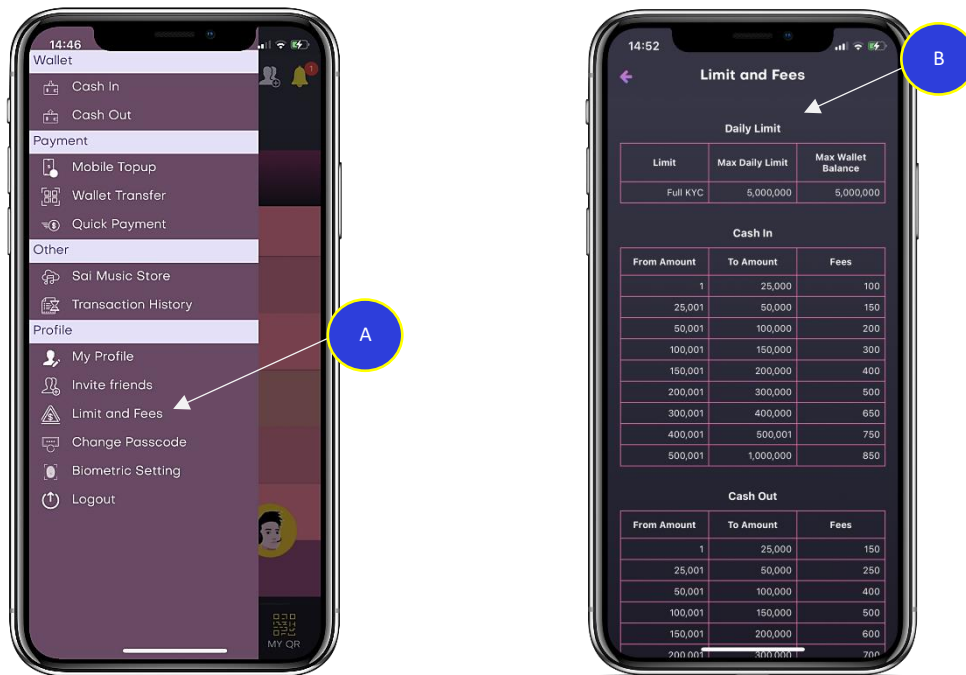 14:46
Wallet
Cash In
Cash Out
Payment
Mobile Topup
Wallet Transfer
Quick Payment
Other
Sai Music Store
Transaction History
Profile
My Profile
Invite friends
Limit and Fees
Change Passcode
Biometric Setting
Logout
1
MY QR
A
14:52
Limit and Fees
B
Daily Limit
Limit Max Daily Limit Max Wallet
Balance
Full KYC 5,000,000 5,000,000
Cash In
From Amount To Amount Fees
1 25,000 100
25,001 50,000 150
50,001 100,000 200
100,001 150,000 300
150,001 200,000 400
200,001 300,000 500
300,001 400,000 650
400,001 500,001 750
500,001 1,000,000 850
Cash Out
From Amount To Amount Fees
1 25,000 150
25,001 50,000 250
50,001 100,000 400
100,001 150,000 500
150,001 200,000 600
200,001 300,000 700